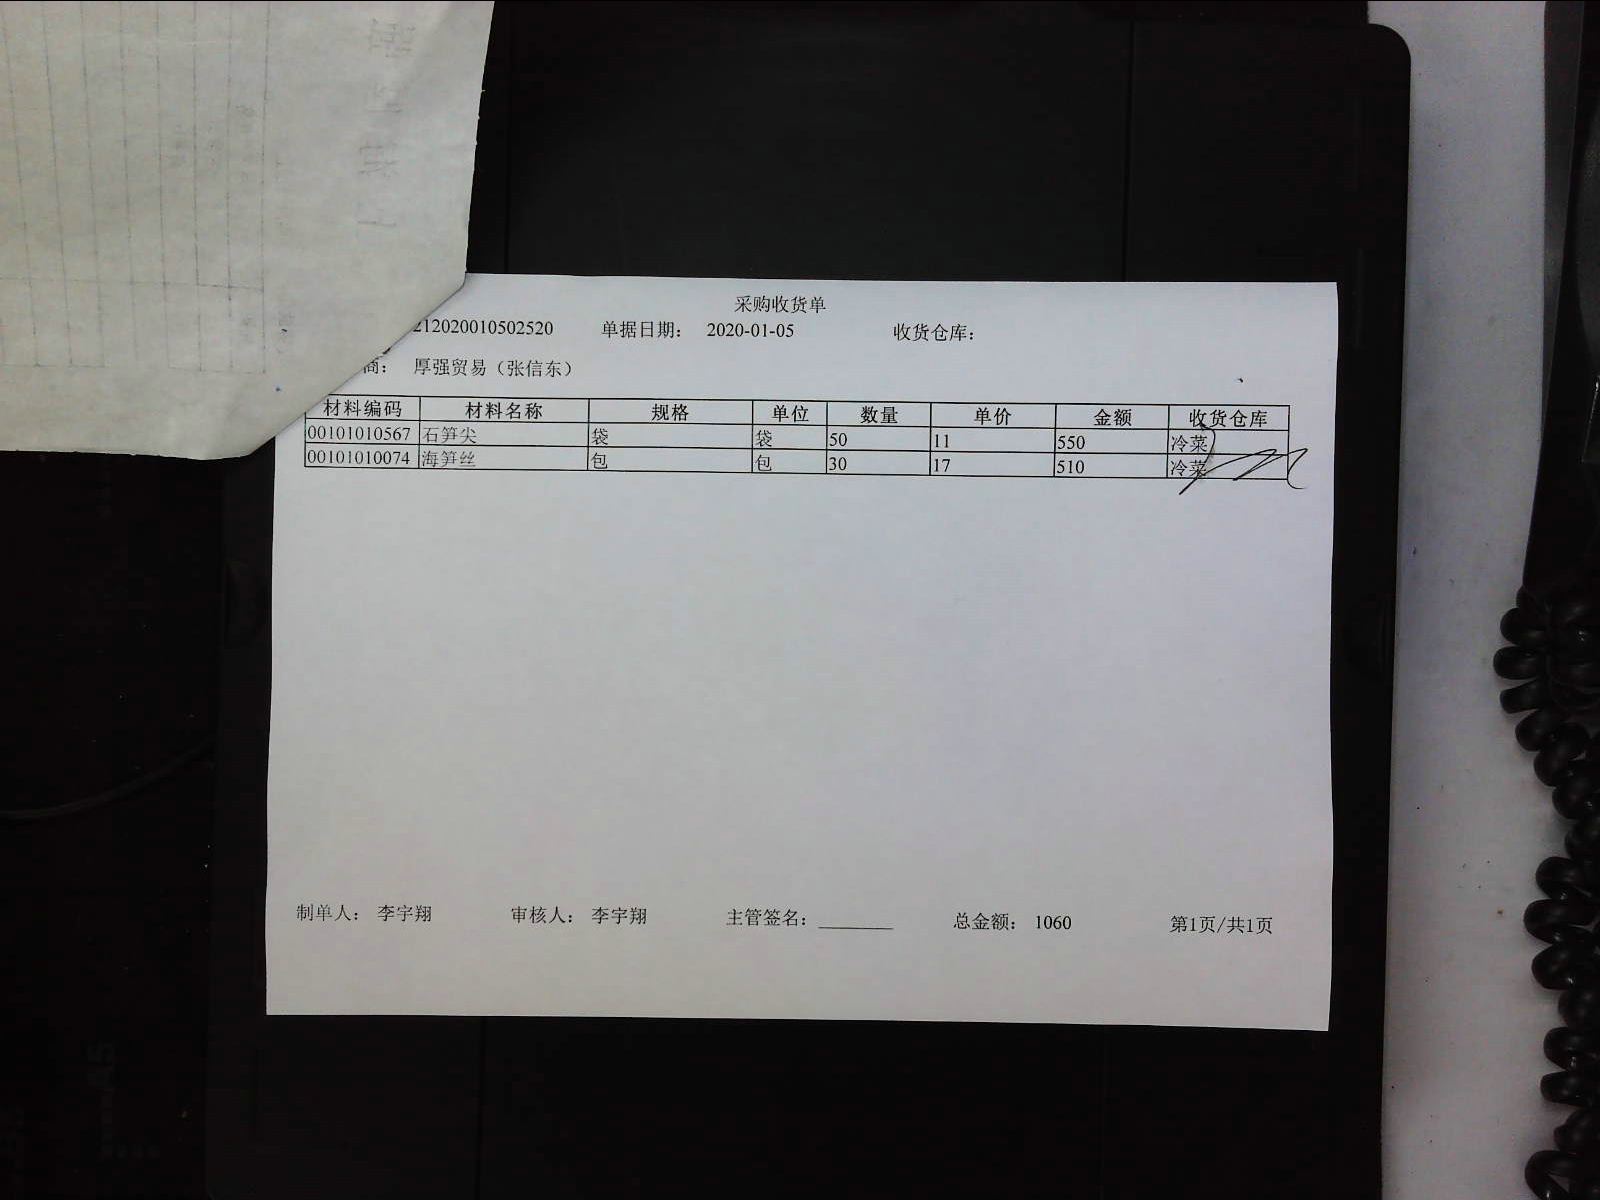 采购收货单
212020010502520 单据日期： 2020-01-05 收货仓库：
商： 厚强贸易（张信东）
材料编码 材料名称 规格 单位 数量 单价 金额 收货仓库
00101010567 石笋尖 袋 袋 50 11 550 冷菜
00101010074 海笋丝 包 包 30 17 510 冷菜
制单人： 李宇翔 审核人： 李宇翔 主管签名： 总金额： 1060 第1页/共1页